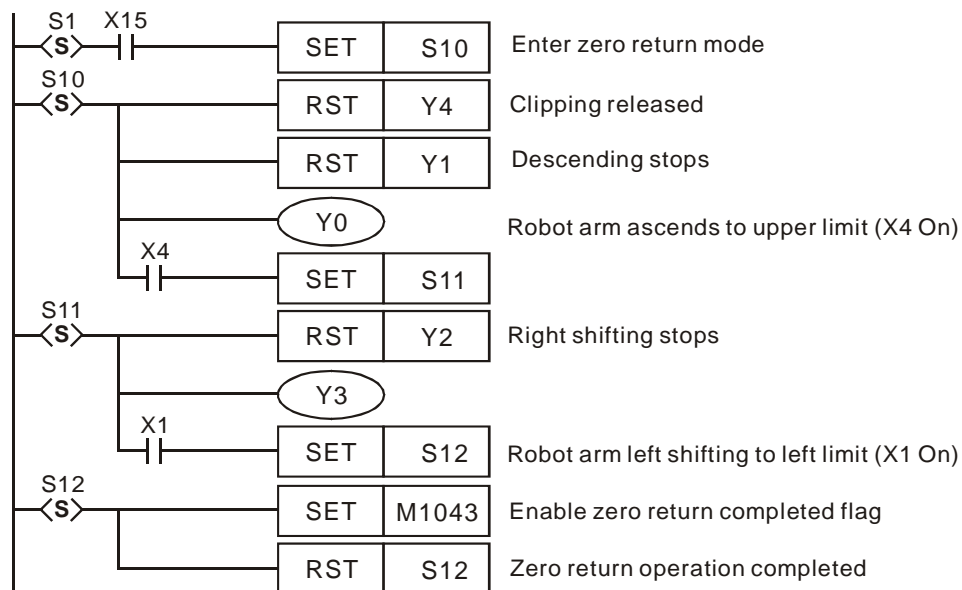 S1 X15
S SET S10 Enter zero return mode
S10
S RST Y4 Clipping released
RST Y1 Descending stops
Y0 Robot arm ascends to upper limit (X4 On)
X4
SET S11
S11
S RST Y2 Right shifting stops
Y3
X1
SET S12 Robot arm left shifting to left limit (X1 On)
S12
S SET M1043 Enable zero return completed flag
RST S12 Zero return operation completed